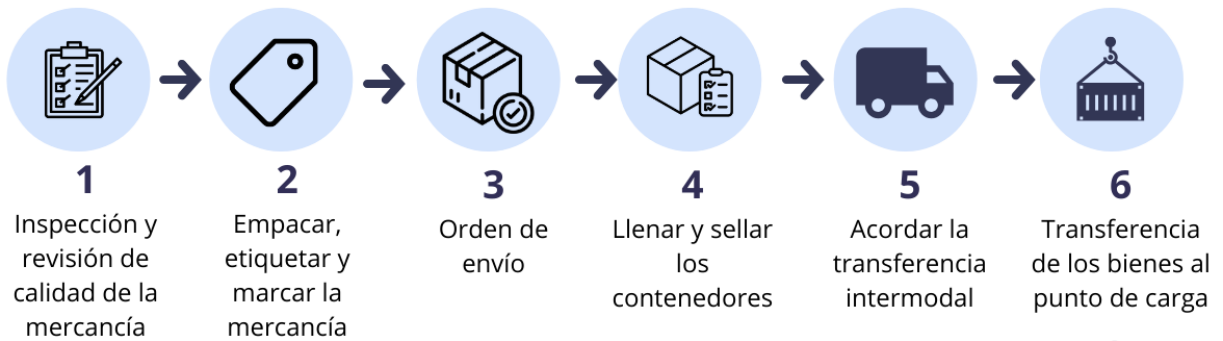 1
Inspección y
revisión de
calidad de la
mercancía
2
Empacar,
etiquetar y
marcar la
mercancía
3
Orden de
envío
4
Llenar y sellar
los
contenedores
5
Acordar la
transferencia
intermodal
6
Transferencia
de los bienes al
punto de carga